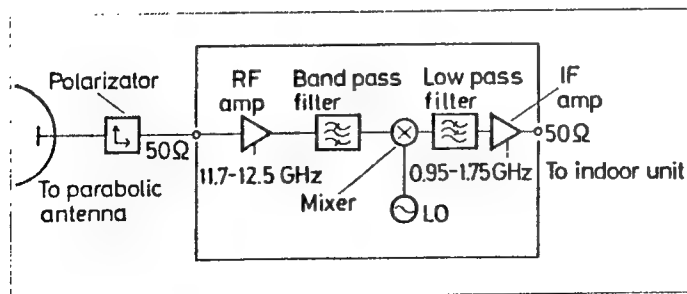 Polarizator
RF
amp
Band pass
filter
Low pass
filter
IF
amp
50Ω
11.7-12.5 GHz
Mixer
LO
0.95-1.75GHz
50Ω
To indoor unit
To parabolic
antenna